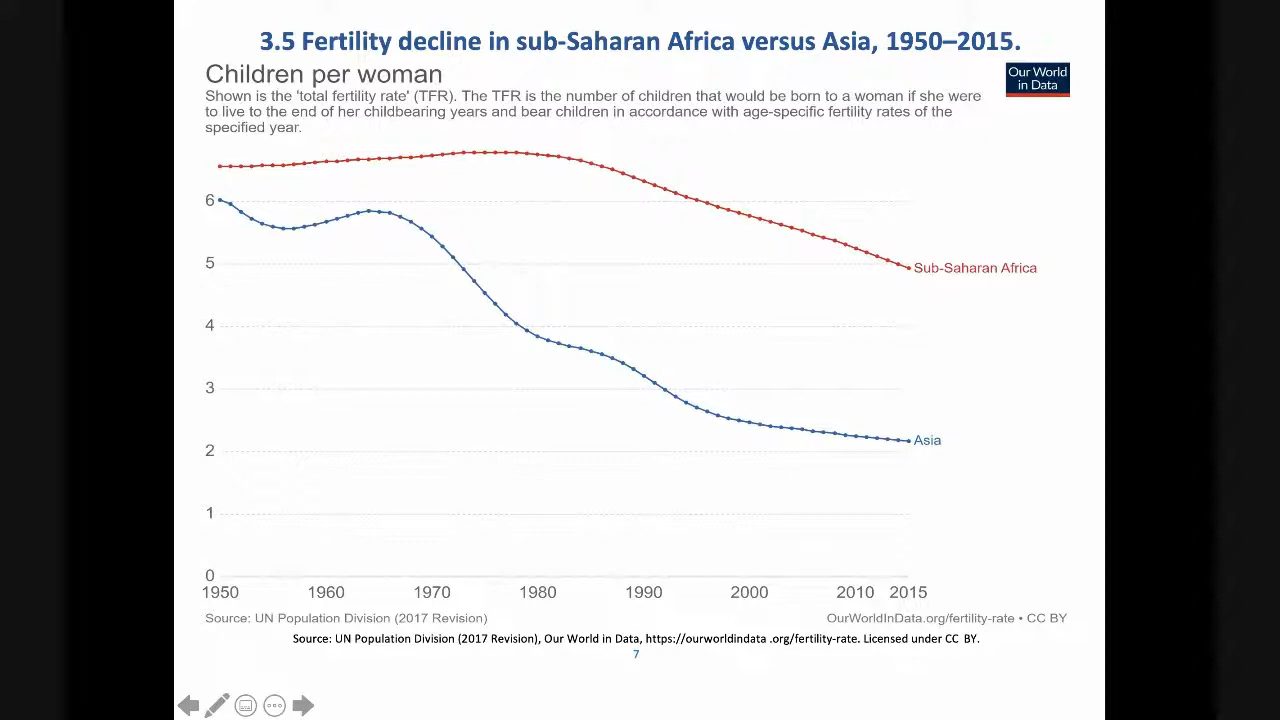 3.5 Fertility decline in sub-Saharan Africa versus Asia, 1950–2015.
Children per woman
Our World
in Data
Shown is the 'total fertility rate' (TFR). The TFR is the number of children that would be born to a woman if she were
to live to the end of her childbearing years and bear children in accordance with age-specific fertility rates of the
specified year.
6
5
Sub-Saharan Africa
4
3
2
Asia
1
0
1950 1960 1970 1980 1990 2000 2010 2015
Source: UN Population Division (2017 Revision)
OurWorldInData.org/fertility-rate • CC BY
Source: UN Population Division (2017 Revision), Our World in Data, https://ourworldindata .org/fertility-rate. Licensed under CC BY.
7